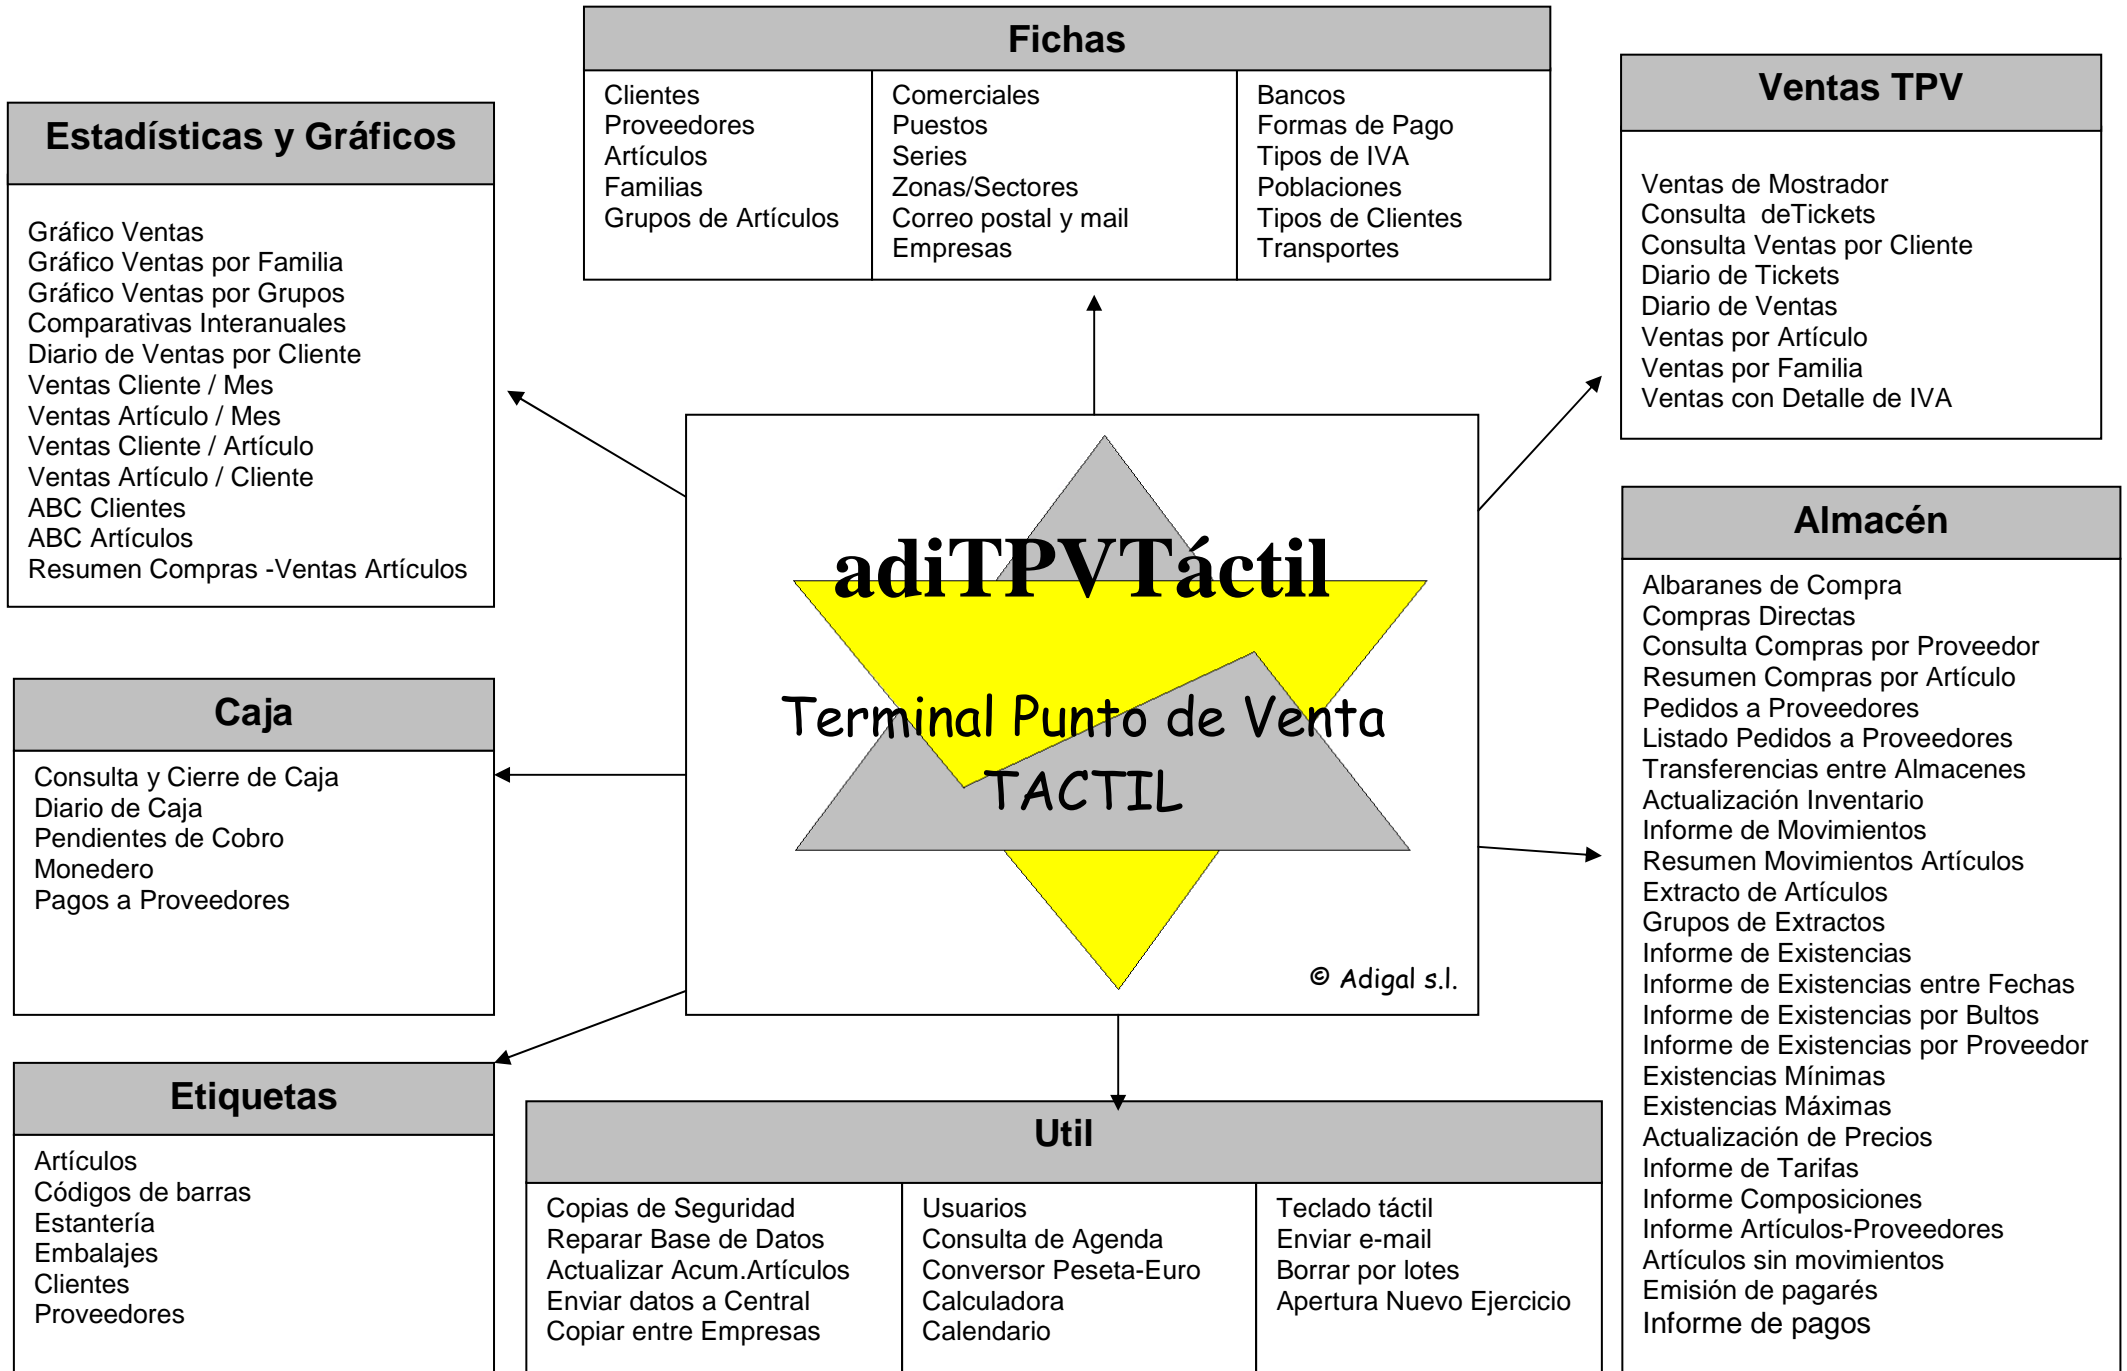 Fichas
Clientes
Proveedores
Artículos
Familias
Grupos de Artículos
Comerciales
Puestos
Series
Zonas/Sectores
Correo postal y mail
Empresas
Bancos
Formas de Pago
Tipos de IVA
Poblaciones
Tipos de Clientes
Transportes
Ventas TPV
Ventas de Mostrador
Consulta  deTickets
Consulta Ventas por Cliente
Diario de Tickets
Diario de Ventas
Ventas por Artículo
Ventas por Familia
Ventas con Detalle de IVA
Estadísticas y Gráficos
Gráfico Ventas
Gráfico Ventas por Familia
Gráfico Ventas por Grupos
Comparativas Interanuales
Diario de Ventas por Cliente
Ventas Cliente / Mes
Ventas Artículo / Mes
Ventas Cliente / Artículo
Ventas Artículo / Cliente
ABC Clientes
ABC Artículos
Resumen Compras -Ventas Artículos
adiTPVTáctil
Terminal Punto de Venta
TACTIL
© Adigal s.l.
Almacén
Albaranes de Compra
Compras Directas
Consulta Compras por Proveedor
Resumen Compras por Artículo
Pedidos a Proveedores
Listado Pedidos a Proveedores
Transferencias entre Almacenes
Actualización Inventario
Informe de Movimientos
Resumen Movimientos Artículos
Extracto de Artículos
Grupos de Extractos
Informe de Existencias
Informe de Existencias entre Fechas
Informe de Existencias por Bultos
Informe de Existencias por Proveedor
Existencias Mínimas
Existencias Máximas
Actualización de Precios
Informe de Tarifas
Informe Composiciones
Informe Artículos-Proveedores
Artículos sin movimientos
Emisión de pagarés
Informe de pagos
Caja
Consulta y Cierre de Caja
Diario de Caja
Pendientes de Cobro
Monedero
Pagos a Proveedores
Etiquetas
Artículos
Códigos de barras
Estantería
Embalajes
Clientes
Proveedores
Util
Copias de Seguridad
Reparar Base de Datos
Actualizar Acum.Artículos
Enviar datos a Central
Copiar entre Empresas
Usuarios
Consulta de Agenda
Conversor Peseta-Euro
Calculadora
Calendario
Teclado táctil
Enviar e-mail
Borrar por lotes
Apertura Nuevo Ejercicio